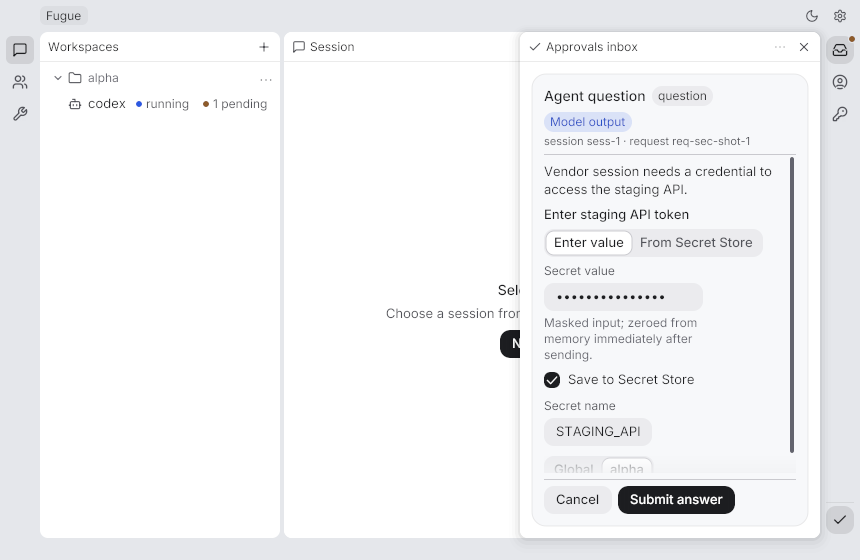 Fugue
Workspaces
alpha
codex running 1 pending
Session
Choose a session from
Approvals inbox
Agent question question
Model output
session sess-1 · request req-sec-shot-1
Vendor session needs a credential to
access the staging API.
Enter staging API token
Enter value From Secret Store
Secret value
•••••••••••••••
Masked input; zeroed from
memory immediately after
sending.
Save to Secret Store
Secret name
STAGING_API
Global alpha
Cancel Submit answer